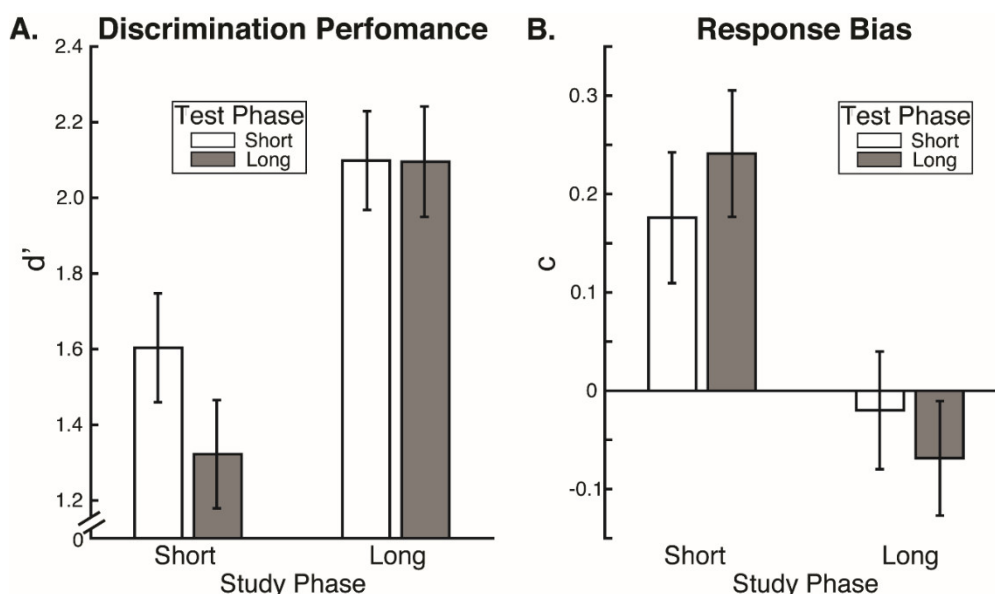 A. Discrimination Perfomance
2.4
2.2
2.0
1.8
1.6
1.4
1.2
0
d’
Test Phase
Short
Long
Short Long
Study Phase
B. Response Bias
0.3
0.2
0.1
0
-0.1
c
Test Phase
Short
Long
Short Long
Study Phase